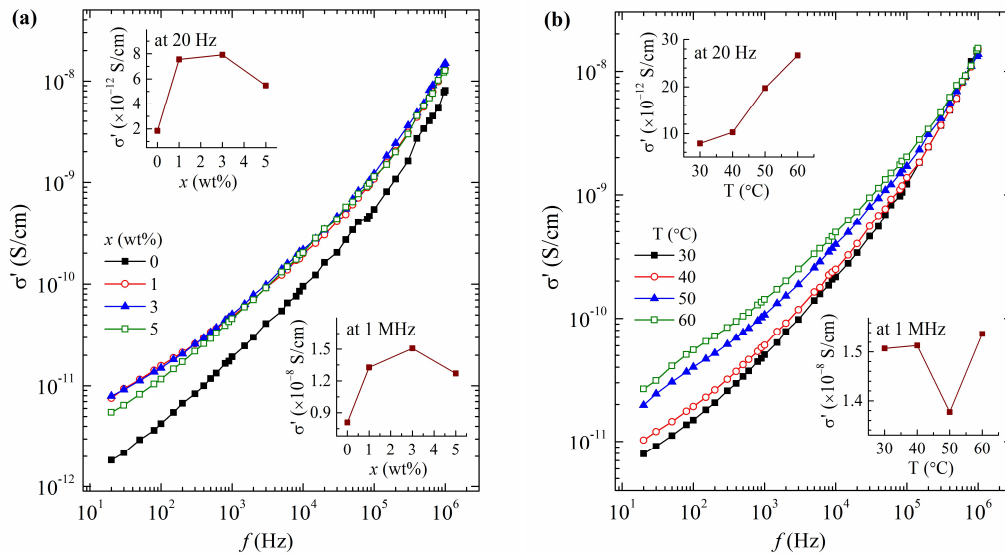 (a)
σ' (S/cm)
10⁻⁸
10⁻⁹
10⁻¹⁰
10⁻¹¹
10⁻¹²
10¹ 10² 10³ 10⁴ 10⁵ 10⁶
f (Hz)
at 20 Hz
σ' (×10⁻¹² S/cm)
8
6
4
2
0 1 2 3 4 5
x (wt%)
x (wt%)
0
1
3
5
at 1 MHz
σ' (×10⁻⁸ S/cm)
1.5
1.2
0.9
0 1 2 3 4 5
x (wt%)
(b)
σ' (S/cm)
10⁻⁸
10⁻⁹
10⁻¹⁰
10⁻¹¹
10¹ 10² 10³ 10⁴ 10⁵ 10⁶
f (Hz)
at 20 Hz
σ' (×10⁻¹² S/cm)
30
20
10
30 40 50 60
T (°C)
T (°C)
30
40
50
60
at 1 MHz
σ' (×10⁻⁸ S/cm)
1.5
1.4
30 40 50 60
T (°C)